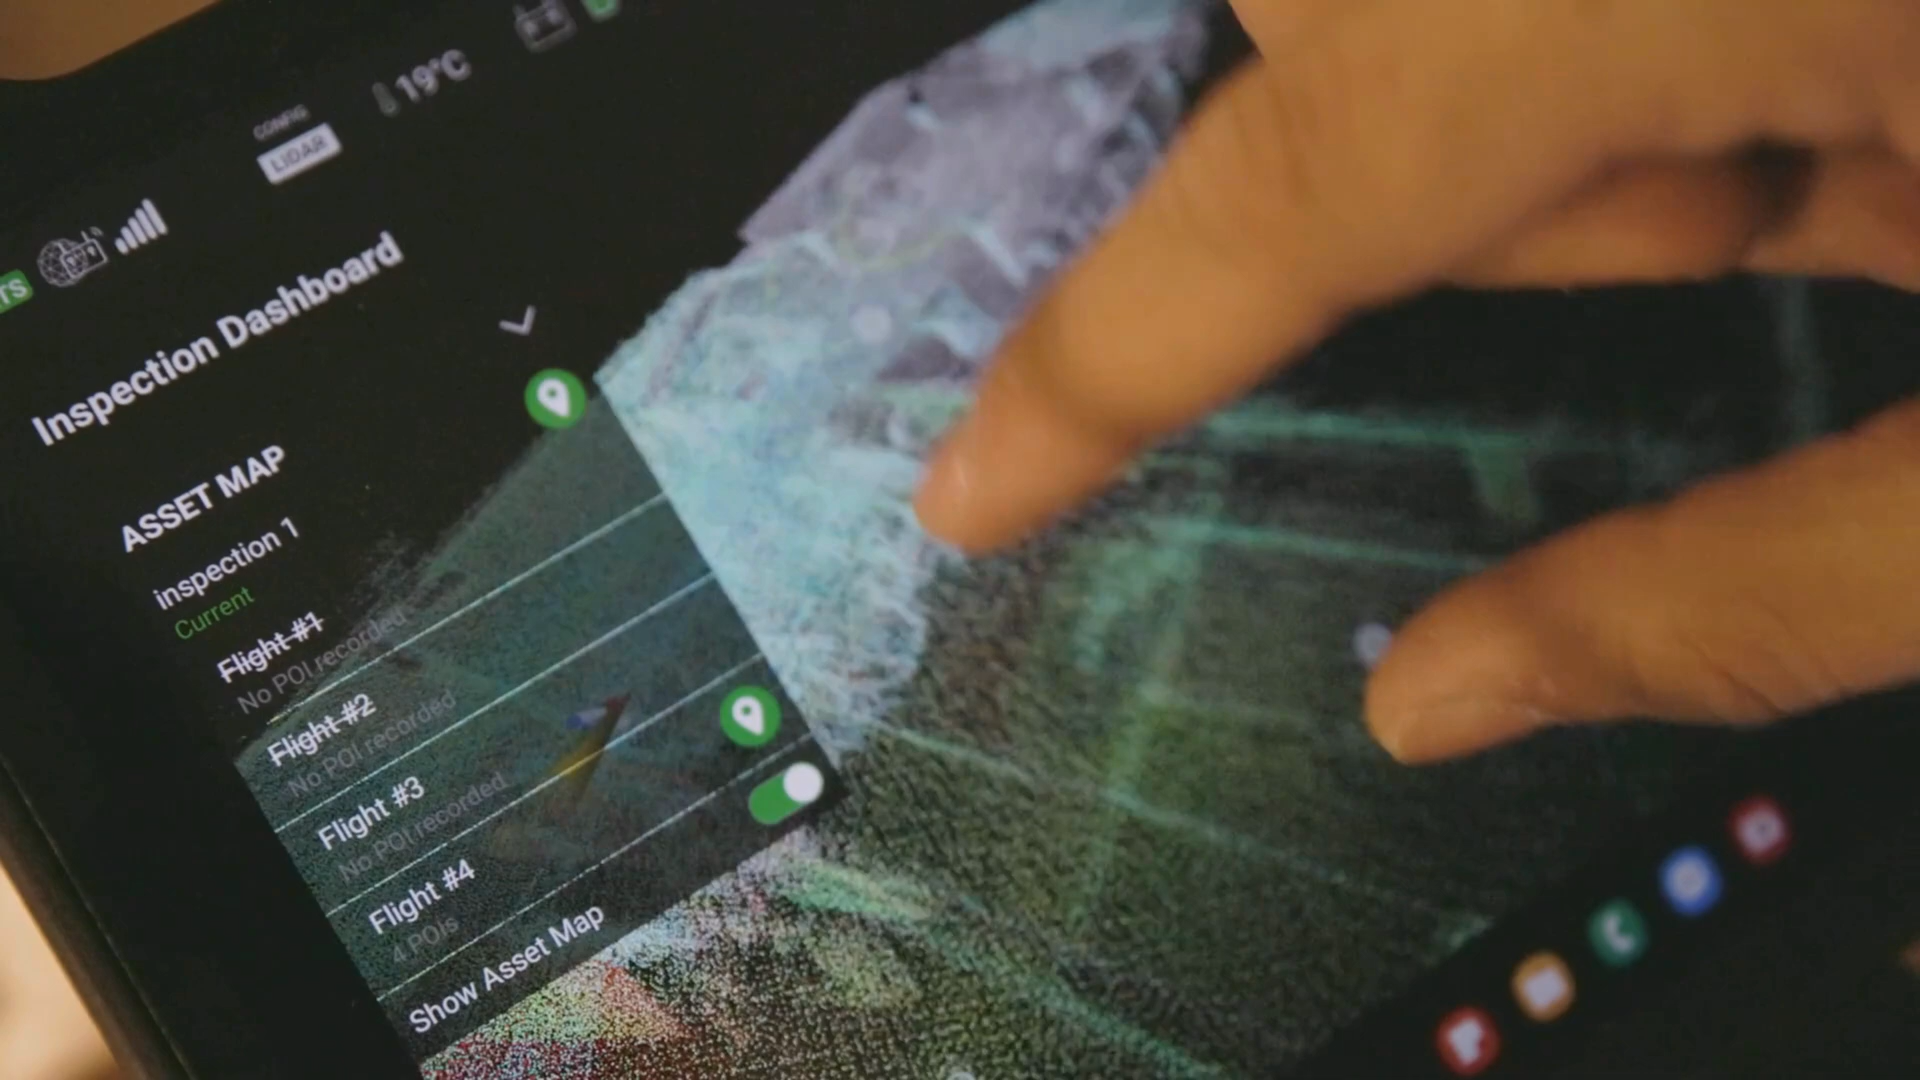 19°C
CONFIG
LIDAR
TS
Inspection Dashboard
ASSET MAP
inspection 1
Current
Flight #1
No POI recorded
Flight #2
No POI recorded
Flight #3
No POI recorded
Flight #4
4 POIs
Show Asset Map